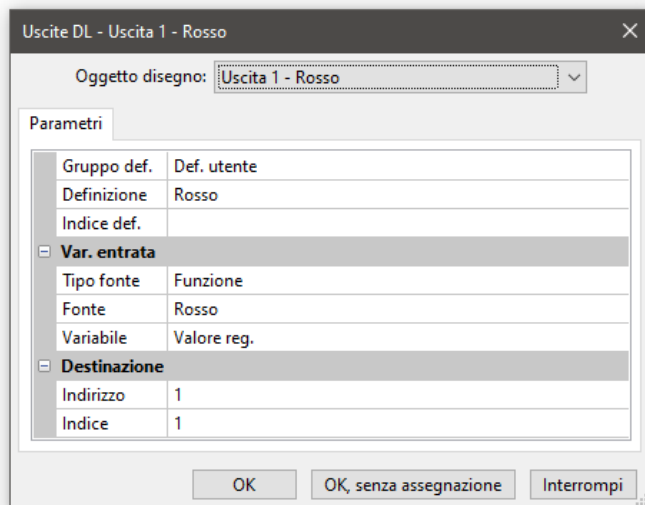 Uscite DL - Uscita 1 - Rosso
Oggetto disegno: Uscita 1 - Rosso
Parametri
Gruppo def. Def. utente
Definizione Rosso
Indice def.
Var. entrata
Tipo fonte Funzione
Fonte Rosso
Variabile Valore reg.
Destinazione
Indirizzo 1
Indice 1
OK OK, senza assegnazione Interrompi